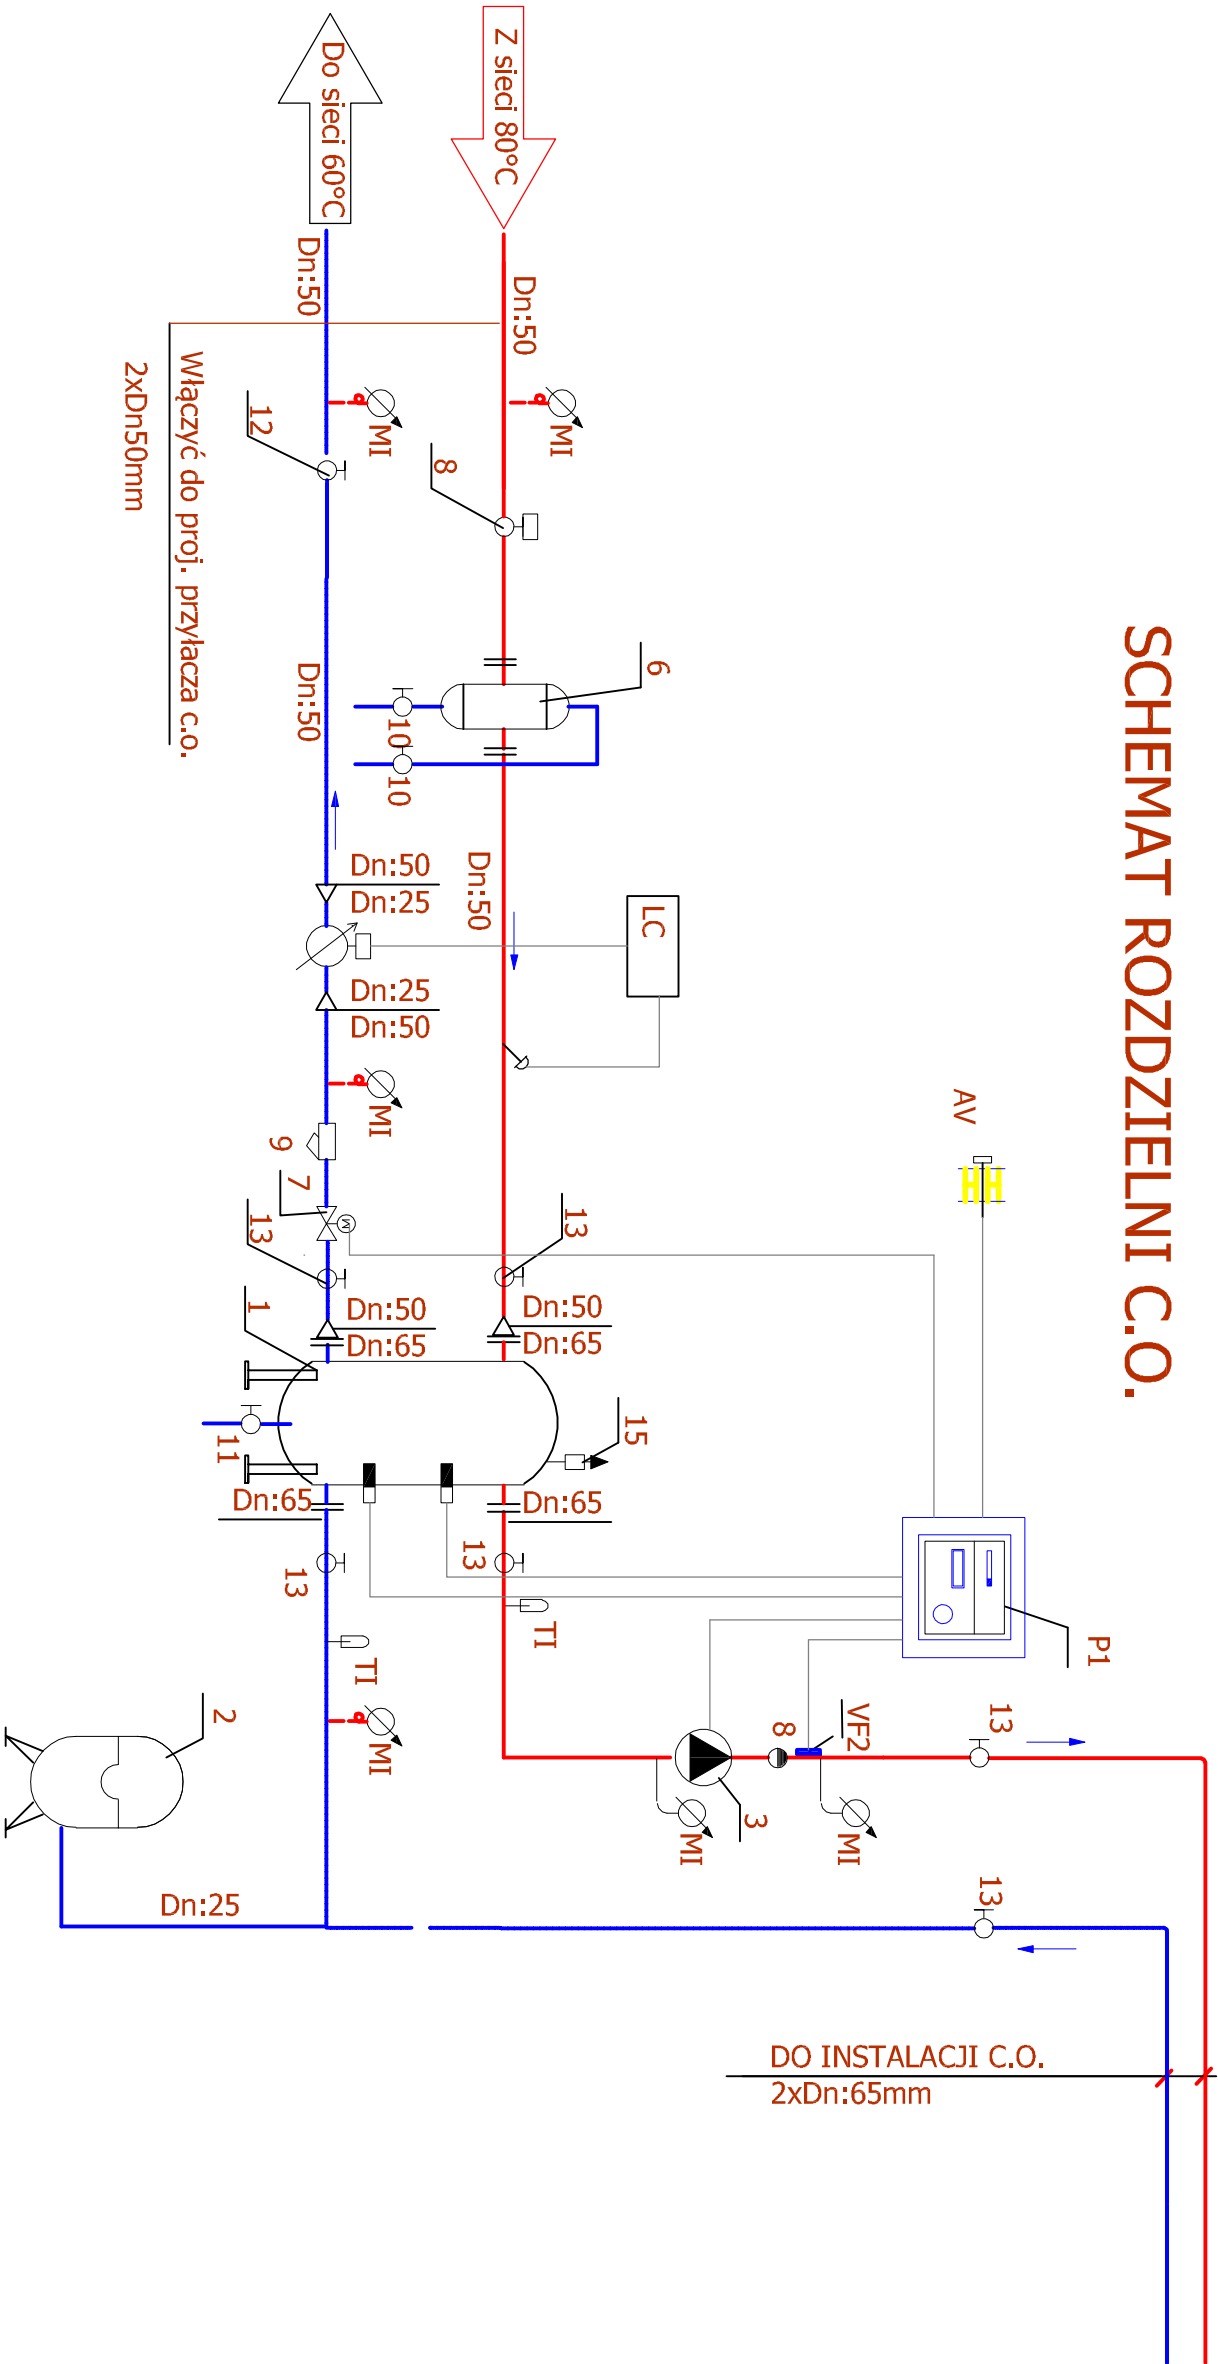 SCHEMAT ROZDZIELNI C.O.
Z sieci 80°C
Do sieci 60°C
Dn:50
Dn:50
Włączyć do proj. przyłącza c.o.
2xDn50mm
MI
MI
12
8
6
10
10
Dn:50
Dn:50
LC
Dn:50
Dn:25
Dn:25
Dn:50
MI
9
7
13
13
AV
1
Dn:50
Dn:65
Dn:50
Dn:65
15
11
Dn:65
Dn:65
13
13
TI
TI
P1
MI
2
VF2
8
3
MI
MI
13
13
Dn:25
DO INSTALACJI C.O.
2xDn:65mm
M